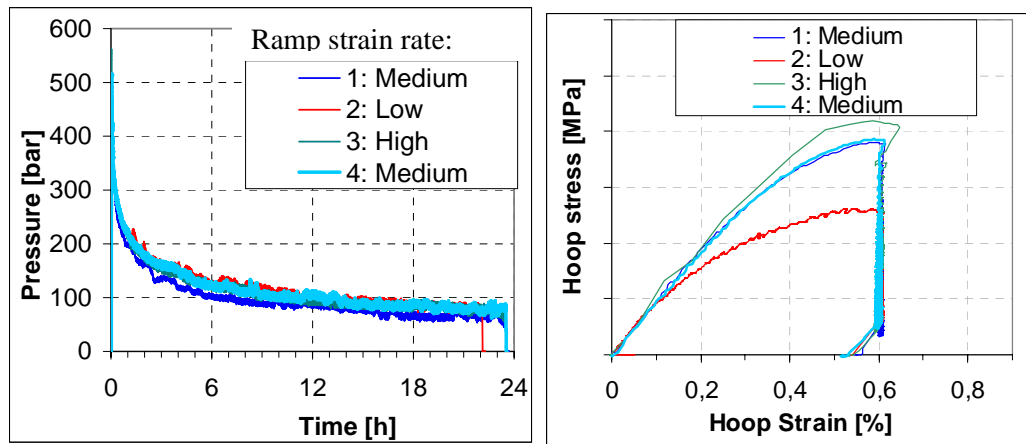 600
500
400
300
200
100
0
Pressure [bar]
Ramp strain rate:
1: Medium
2: Low
3: High
4: Medium
0
6
12
18
24
Time [h]
Hoop stress [MPa]
1: Medium
2: Low
3: High
4: Medium
0
0,2
0,4
0,6
0,8
Hoop Strain [%]